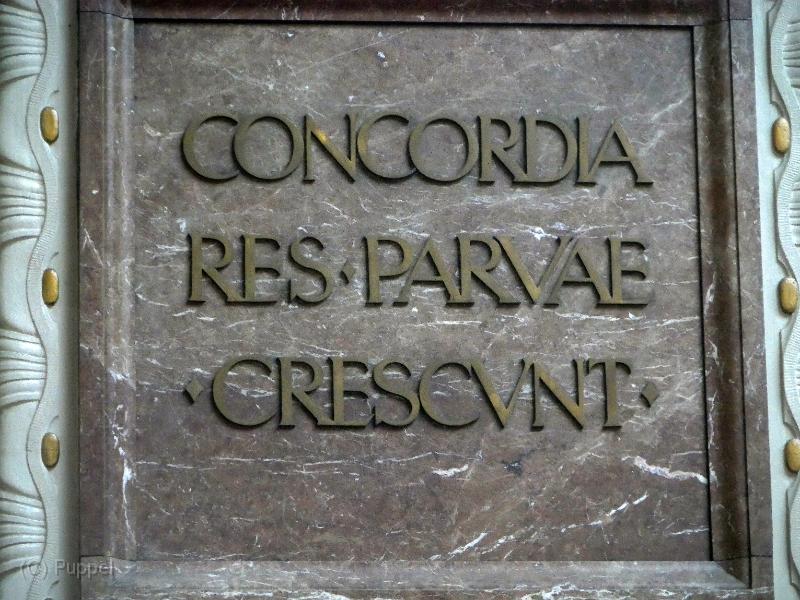 CONCORDIA
RES·PARVAE
·CRESCVNT·
(c) Puppel